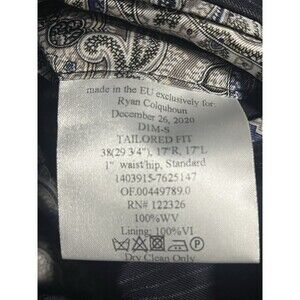 made in the EU exclusively for:
Ryan Colquhoun
December 26, 2020
D1M-S
TAILORED FIT
38(29 3/4"), 17"R, 17"L
1" waist/hip, Standard
1403915-7625147
OF.00449789.0
RN# 122326
100%WV
Lining: 100%VI
Dry Clean Only